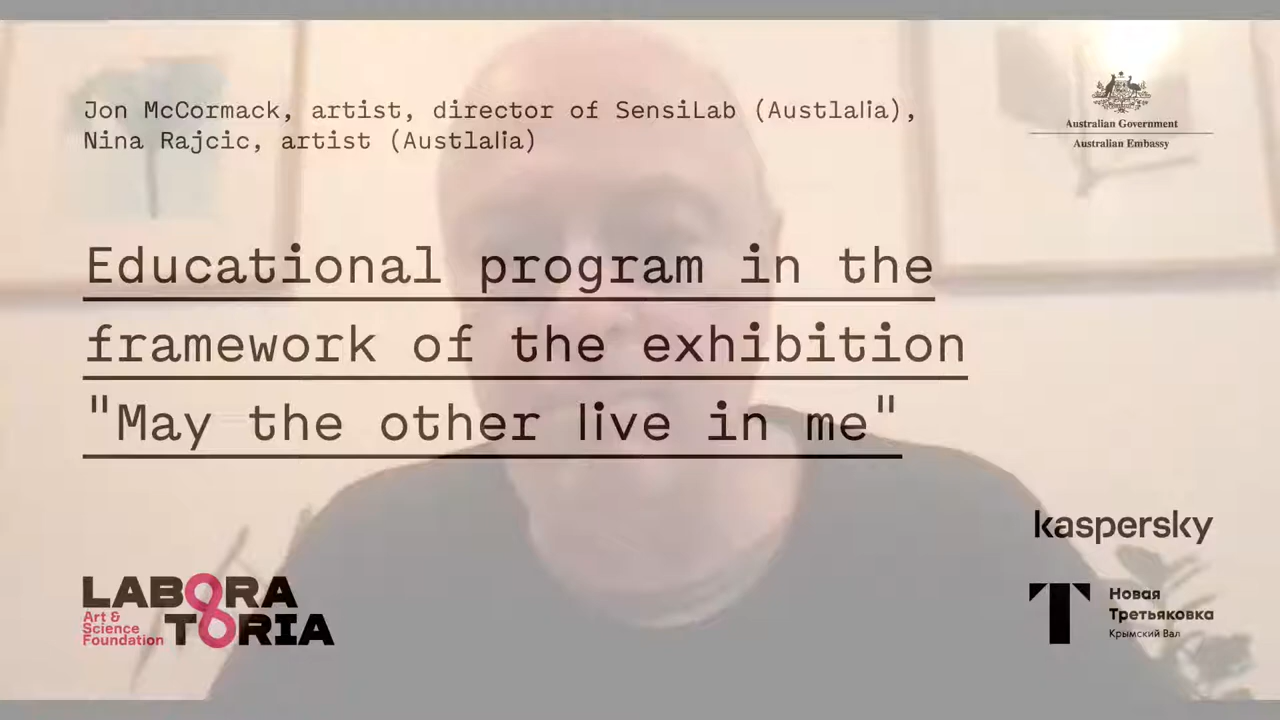 Jon McCormack, artist, director of SensiLab (Austlalia),
Nina Rajcic, artist (Austlalia)
Australian Government
Australian Embassy
Educational program in the
framework of the exhibition
"May the other live in me"
kaspersky
LABORA
TORIA
Art &
Science
Foundation
Новая
Третьяковка
Крымский Вал